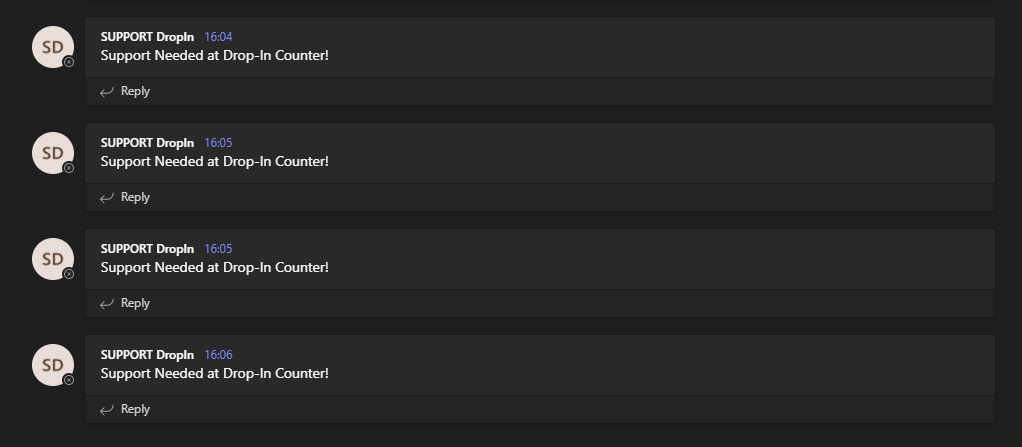 SD
SUPPORT DropIn 16:04
Support Needed at Drop-In Counter!
Reply
SD
SUPPORT DropIn 16:05
Support Needed at Drop-In Counter!
Reply
SD
SUPPORT DropIn 16:05
Support Needed at Drop-In Counter!
Reply
SD
SUPPORT DropIn 16:06
Support Needed at Drop-In Counter!
Reply